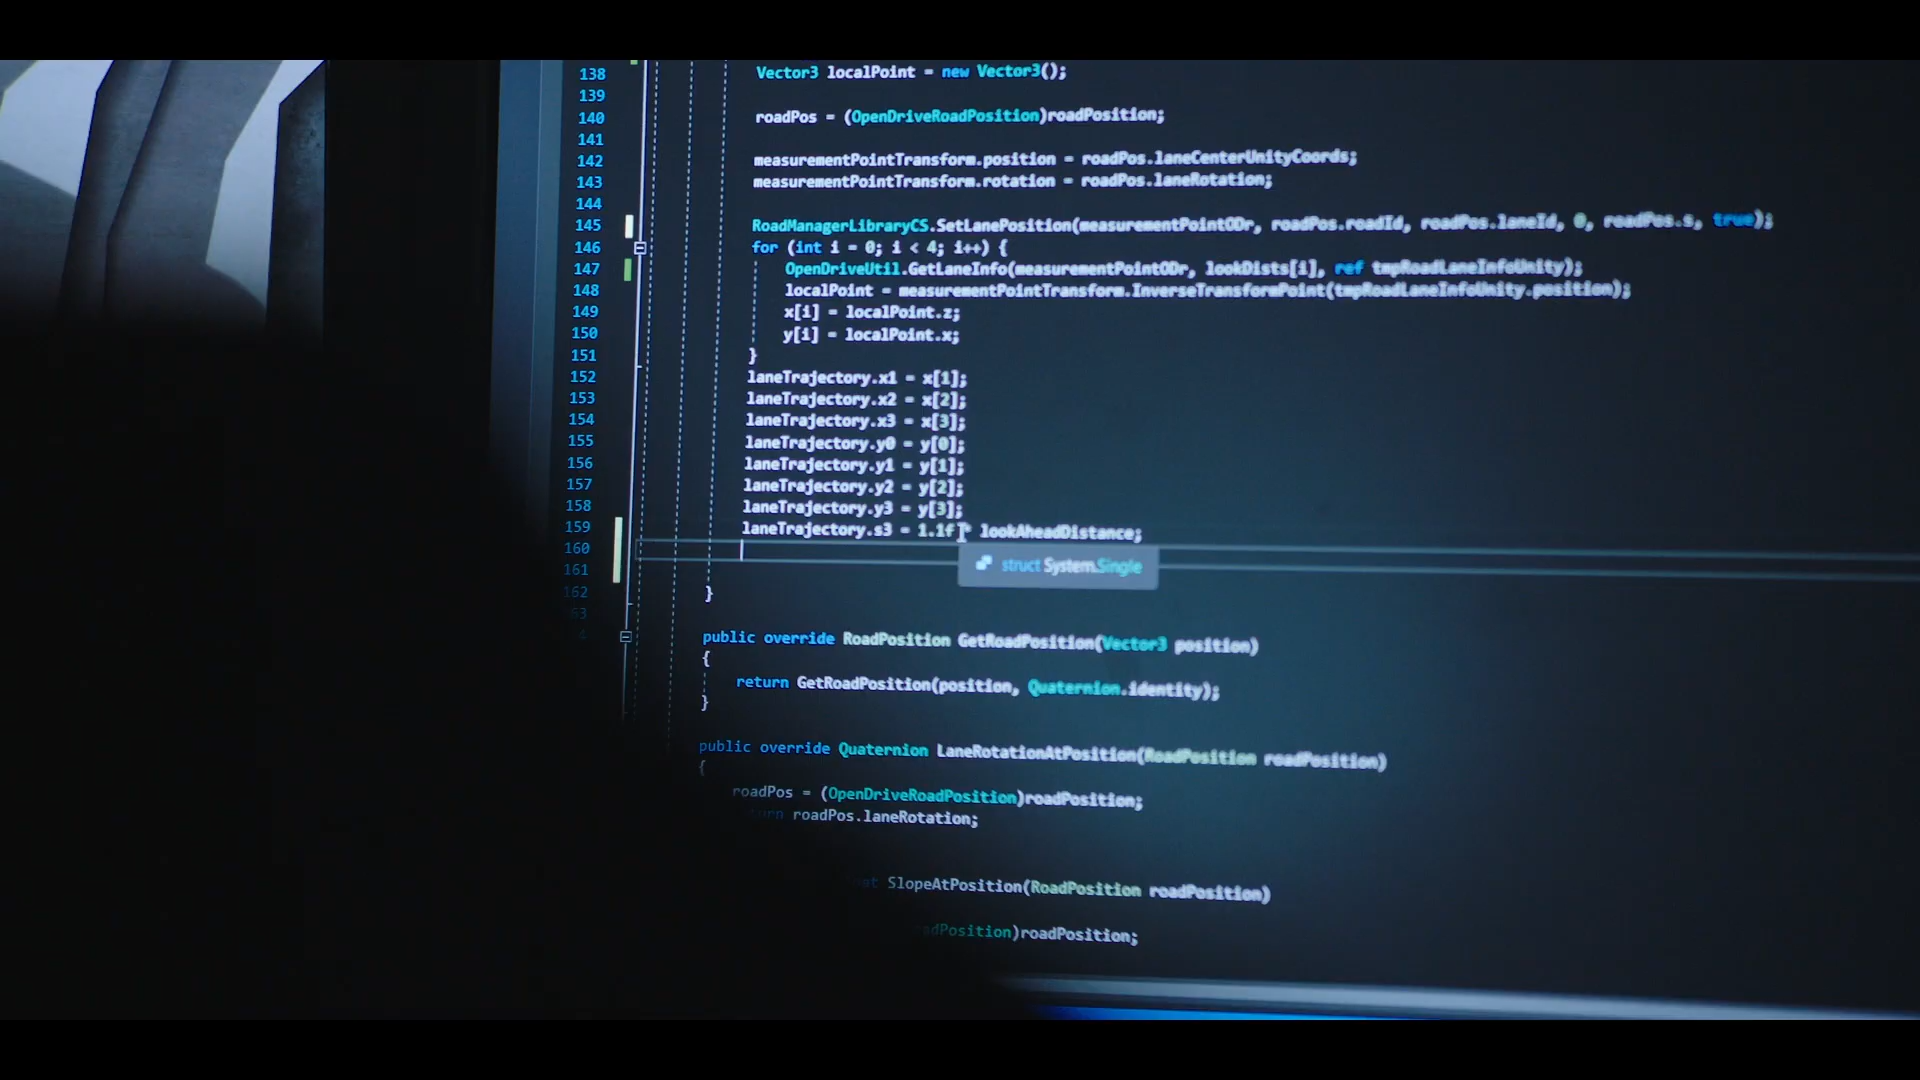 138 Vector3 localPoint = new Vector3();
139
140 roadPos = (OpenDriveRoadPosition)roadPosition;
141
142 measurementPointTransform.position = roadPos.laneCenterUnityCoords;
143 measurementPointTransform.rotation = roadPos.laneRotation;
144
145 RoadManagerLibraryCS.SetLanePosition(measurementPointODr, roadPos.roadId, roadPos.laneId, 0, roadPos.s, true);
146 for (int i = 0; i < 4; i++) {
147 OpenDriveUtil.GetLaneInfo(measurementPointODr, lookDists[i], ref tmpRoadLaneInfoUnity);
148 localPoint = measurementPointTransform.InverseTransformPoint(tmpRoadLaneInfoUnity.position);
149 x[i] = localPoint.z;
150 y[i] = localPoint.x;
151 }
152 laneTrajectory.x1 = x[1];
153 laneTrajectory.x2 = x[2];
154 laneTrajectory.x3 = x[3];
155 laneTrajectory.y0 = y[0];
156 laneTrajectory.y1 = y[1];
157 laneTrajectory.y2 = y[2];
158 laneTrajectory.y3 = y[3];
159 laneTrajectory.s3 = 1.1f * lookAheadDistance;
160
struct System.Single
161
162 }
63
public override RoadPosition GetRoadPosition(Vector3 position)
{
return GetRoadPosition(position, Quaternion.identity);
}
public override Quaternion LaneRotationAtPosition(RoadPosition roadPosition)
{
roadPos = (OpenDriveRoadPosition)roadPosition;
roadPos.laneRotation;
SlopeAtPosition(RoadPosition roadPosition)
adPosition)roadPosition;